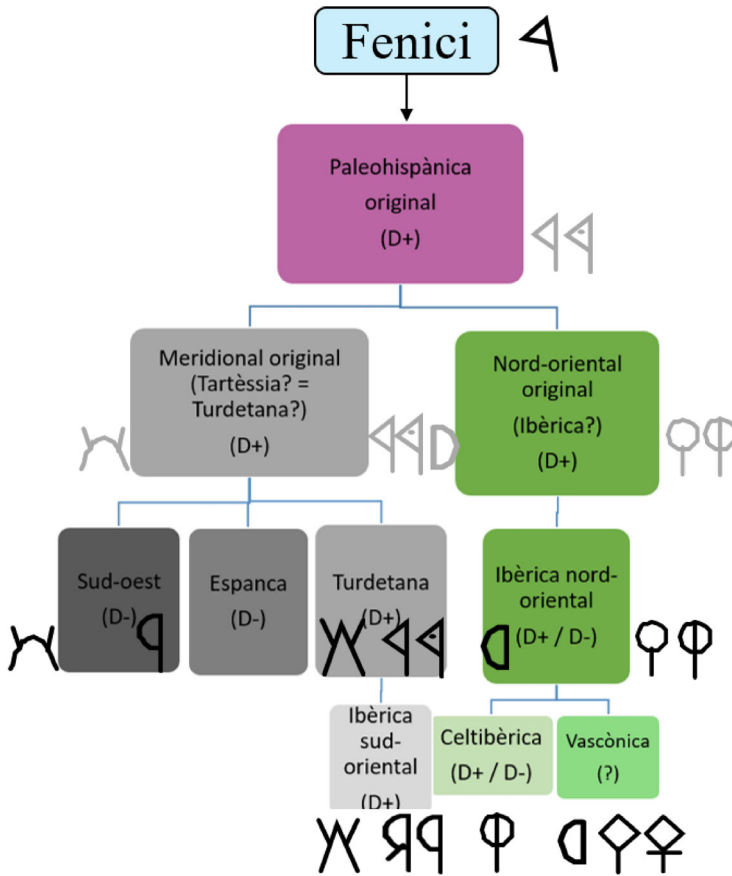 Fenici
Paleohispànica
original
(D+)
Meridional original
(Tartèssia? =
Turdetana?)
(D+)
Nord-oriental
original
(Ibèrica?)
(D+)
Sud-oest
(D-)
Espanca
(D-)
Turdetana
(D+)
Ibèrica nord-
oriental
(D+ / D-)
Ibèrica
sud-
oriental
(D+)
Celtibèrica
(D+ / D-)
Vascònica
(?)